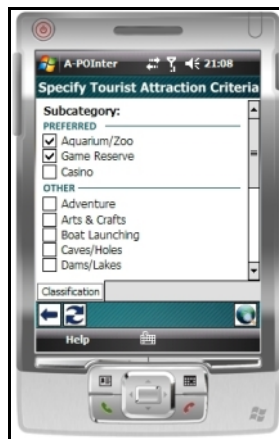 A-POInter
21:08
Specify Tourist Attraction Criteria
Subcategory:
PREFERRED
Aquarium/Zoo
Game Reserve
Casino
OTHER
Adventure
Arts & Crafts
Boat Launching
Caves/Holes
Dams/Lakes
Classification
Help